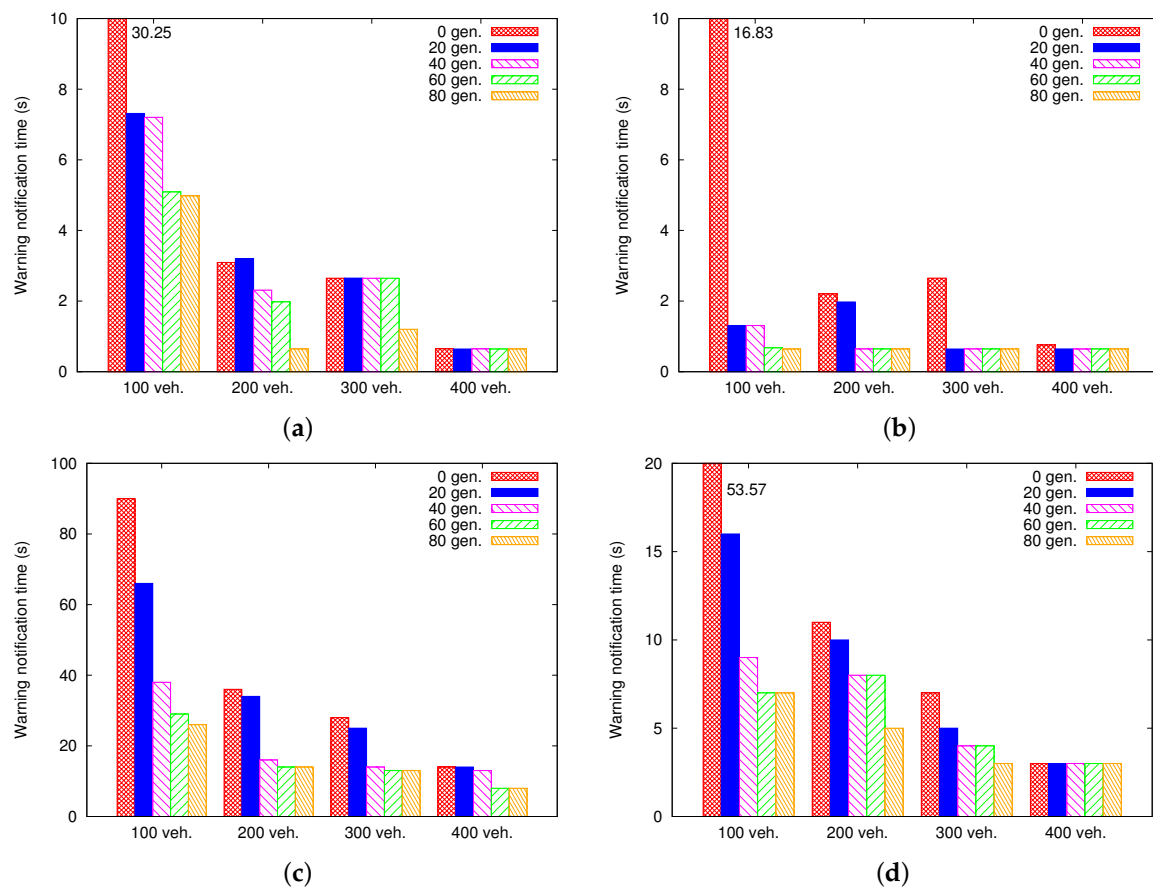 10
8
6
4
2
0
Warning notification time (s)
30.25
0 gen.
20 gen.
40 gen.
60 gen.
80 gen.
100 veh.
200 veh.
300 veh.
400 veh.
(a)
10
8
6
4
2
0
Warning notification time (s)
16.83
0 gen.
20 gen.
40 gen.
60 gen.
80 gen.
100 veh.
200 veh.
300 veh.
400 veh.
(b)
100
80
60
40
20
0
Warning notification time (s)
0 gen.
20 gen.
40 gen.
60 gen.
80 gen.
100 veh.
200 veh.
300 veh.
400 veh.
(c)
20
15
10
5
0
Warning notification time (s)
53.57
0 gen.
20 gen.
40 gen.
60 gen.
80 gen.
100 veh.
200 veh.
300 veh.
400 veh.
(d)